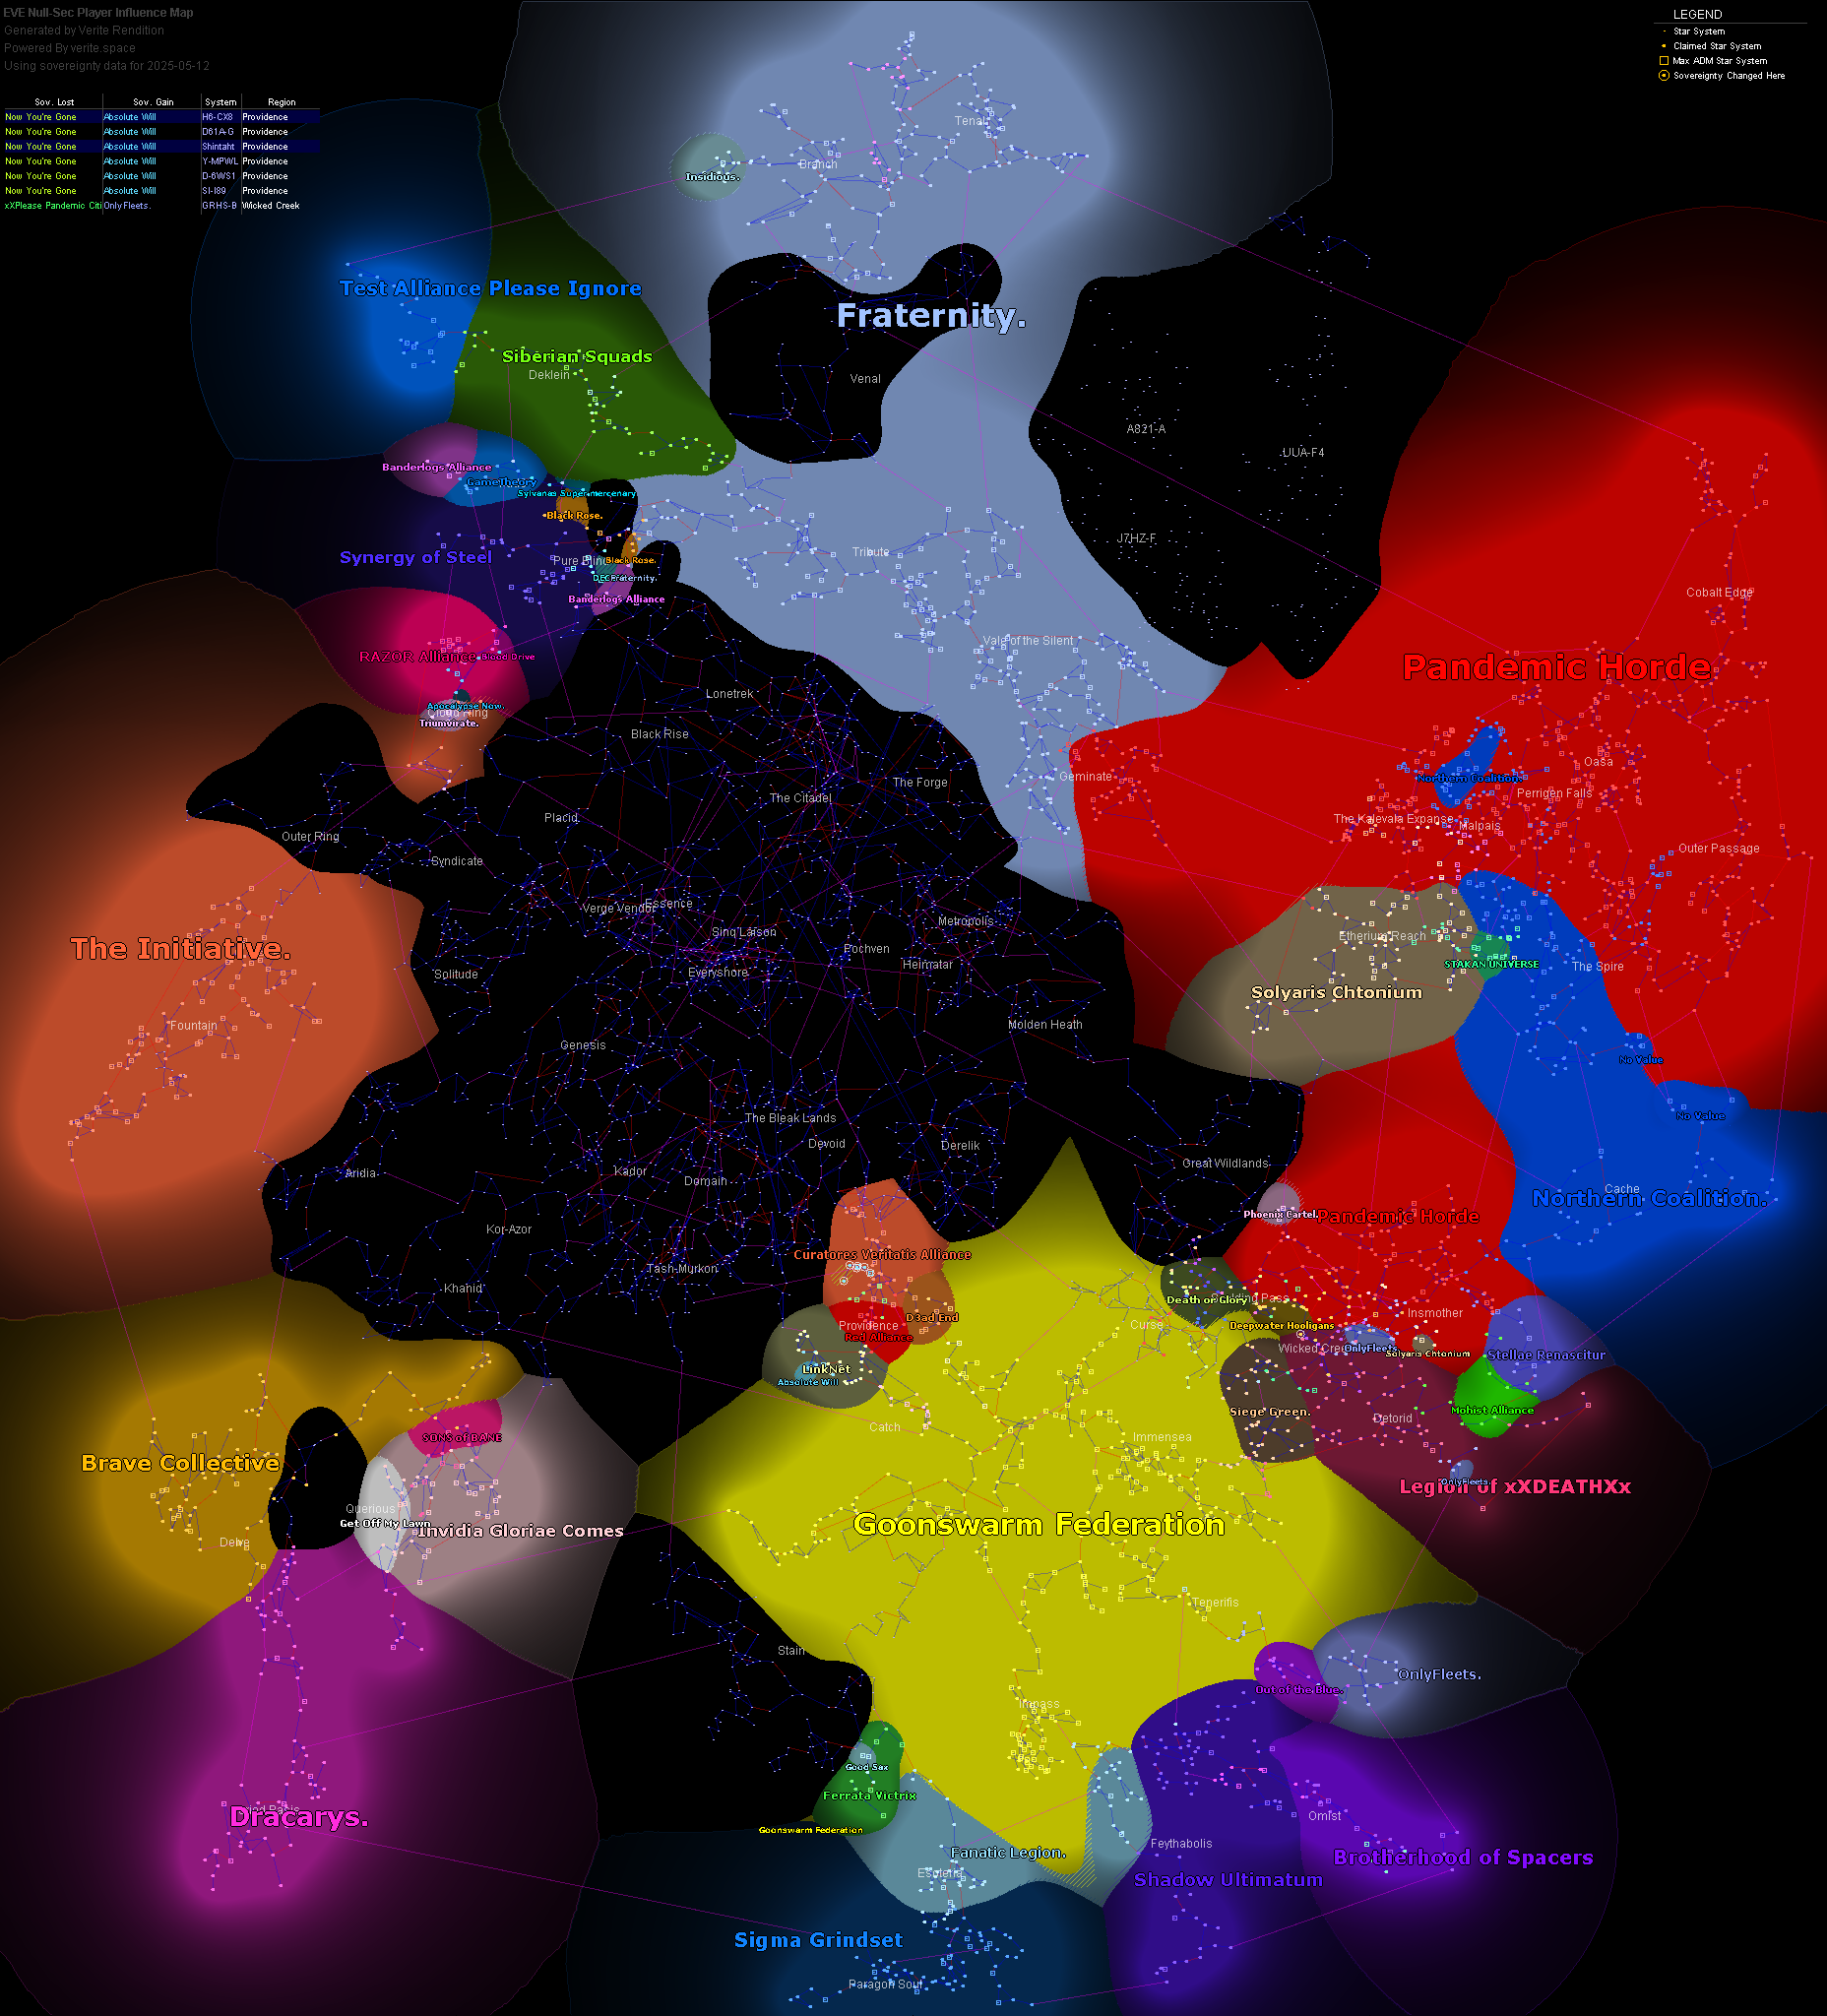 EVE Null-Sec Player Influence Map
Generated by Verite Rendition
Powered By verite.space
Using sovereignty data for 2025-05-12
LEGEND
Star System
Claimed Star System
Max ADM Star System
Sovereignty Changed Here
Sov. Lost Sov. Gain System Region
Now You're Gone Absolute Will H6-CX8 Providence
Now You're Gone Absolute Will D61A-G Providence
Now You're Gone Absolute Will Shintaht Providence
Now You're Gone Absolute Will Y-MPWL Providence
Now You're Gone Absolute Will D-6WS1 Providence
Now You're Gone Absolute Will SI-I89 Providence
xXPlease Pandemic Citi OnlyFleets. GRHS-B Wicked Creek
Tenal
Branch
Insidious.
Test Alliance Please Ignore
Fraternity.
Siberian Squads
Deklein
Venal
A821-A
UUA-F4
Banderlogs Alliance
GameTheory
Sylvanas Super mercenary
Black Rose.
J7HZ-F
Tribute
Synergy of Steel
Pure Blind
Black Rose.
Fraternity.
Banderlogs Alliance
Cobalt Edge
Vale of the Silent
RAZOR Alliance
Blood Drive
Pandemic Horde
Lonetrek
Apocalypse Now.
Cloud Ring
Triumvirate.
Black Rise
Oasa
Geminate
Northern Coalition.
The Forge
Perrigen Falls
The Citadel
Placid
The Kalevala Expanse
Malpais
Outer Ring
Outer Passage
Syndicate
Essence
Verge Vendor
Metropolis
Sinq Laison
Etherium Reach
The Initiative.
Pochven
Heimatar
STAKAN UNIVERSE
The Spire
Everyshore
Solitude
Solyaris Chtonium
Fountain
Molden Heath
Genesis
No Value
No Value
The Bleak Lands
Devoid
Derelik
Great Wildlands
Aridia
Kador
Domain
Cache
Northern Coalition.
Phoenix Cartel.
Pandemic Horde
Kor-Azor
Curatores Veritatis Alliance
Tash-Murkon
Khanid
Death or Glory
Insmother
D3ad End
Providence
Curse
Deepwater Hooligans
Red Alliance
OnlyFleets.
Solyaris Chtonium
Stellae Renascitur
LinkNet
Absolute Will
Siege Green.
Mohist Alliance
Detorid
Catch
Immensea
SONS of BANE
Brave Collective
OnlyFleets.
Legion of xXDEATHXx
Querious
Get Off My Lawn
Invidia Gloriae Comes
Goonswarm Federation
Delve
Tenerifis
Stain
OnlyFleets.
Out of the Blue.
Impass
Good Sax
Ferrata Victrix
Dracarys.
Omist
Goonswarm Federation
Feythabolis
Fanatic Legion.
Brotherhood of Spacers
Esoteria
Shadow Ultimatum
Sigma Grindset
Paragon Soul